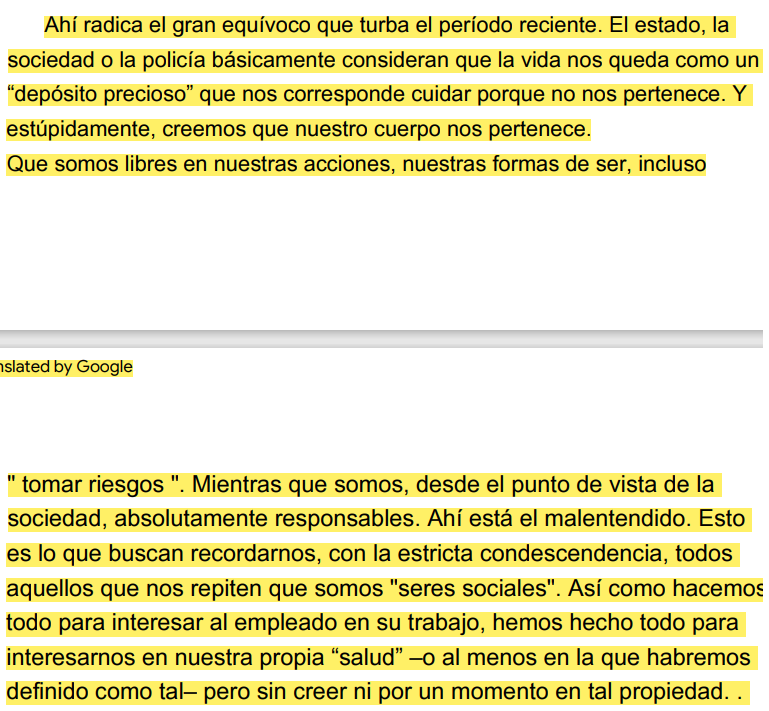 Ahí radica el gran equívoco que turba el período reciente. El estado, la
sociedad o la policía básicamente consideran que la vida nos queda como un
“depósito precioso” que nos corresponde cuidar porque no nos pertenece. Y
estúpidamente, creemos que nuestro cuerpo nos pertenece.
Que somos libres en nuestras acciones, nuestras formas de ser, incluso
nslated by Google
" tomar riesgos ". Mientras que somos, desde el punto de vista de la
sociedad, absolutamente responsables. Ahí está el malentendido. Esto
es lo que buscan recordarnos, con la estricta condescendencia, todos
aquellos que nos repiten que somos "seres sociales". Así como hacemos
todo para interesar al empleado en su trabajo, hemos hecho todo para
interesarnos en nuestra propia “salud” –o al menos en la que habremos
definido como tal– pero sin creer ni por un momento en tal propiedad. .